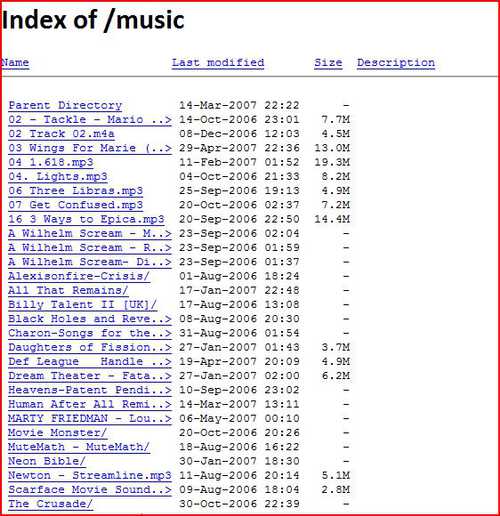 Index of /music
Name Last modified Size Description
Parent Directory 14-Mar-2007 22:22 -
02 - Tackle - Mario ..> 14-Oct-2006 23:01 7.7M
02 Track 02.m4a 08-Dec-2006 12:03 4.5M
03 Wings For Marie (..> 29-Apr-2007 22:36 13.0M
04 1.618.mp3 11-Feb-2007 01:52 19.3M
04. Lights.mp3 04-Oct-2006 21:33 8.2M
06 Three Libras.mp3 25-Sep-2006 19:13 4.9M
07 Get Confused.mp3 20-Oct-2006 02:37 7.2M
16 3 Ways to Epica.mp3 20-Sep-2006 22:50 14.4M
A Wilhelm Scream - M..> 23-Sep-2006 02:04 -
A Wilhelm Scream - R..> 23-Sep-2006 01:59 -
A Wilhelm Scream- Di..> 23-Sep-2006 01:37 -
Alexisonfire-Crisis/ 01-Aug-2006 18:24 -
All That Remains/ 17-Jan-2007 22:48 -
Billy Talent II [UK]/ 17-Aug-2006 13:08 -
Black Holes and Reve..> 08-Aug-2006 20:30 -
Charon-Songs for the..> 31-Aug-2006 01:54 -
Daughters of Fission..> 27-Jan-2007 01:43 3.7M
Def League   Handle ..> 19-Apr-2007 20:09 4.9M
Dream Theater - Fata..> 27-Jan-2007 02:00 6.2M
Heavens-Patent Pendi..> 10-Sep-2006 23:02 -
Human After All Remi..> 14-Mar-2007 13:11 -
MARTY FRIEDMAN - Lou..> 06-May-2007 00:10 -
Movie Monster/ 20-Oct-2006 20:26 -
MuteMath - MuteMath/ 18-Aug-2006 16:22 -
Neon Bible/ 30-Jan-2007 18:30 -
Newton - Streamline.mp3 11-Aug-2006 20:14 5.1M
Scarface Movie Sound..> 09-Aug-2006 18:04 2.8M
The Crusade/ 30-Oct-2006 22:39 -